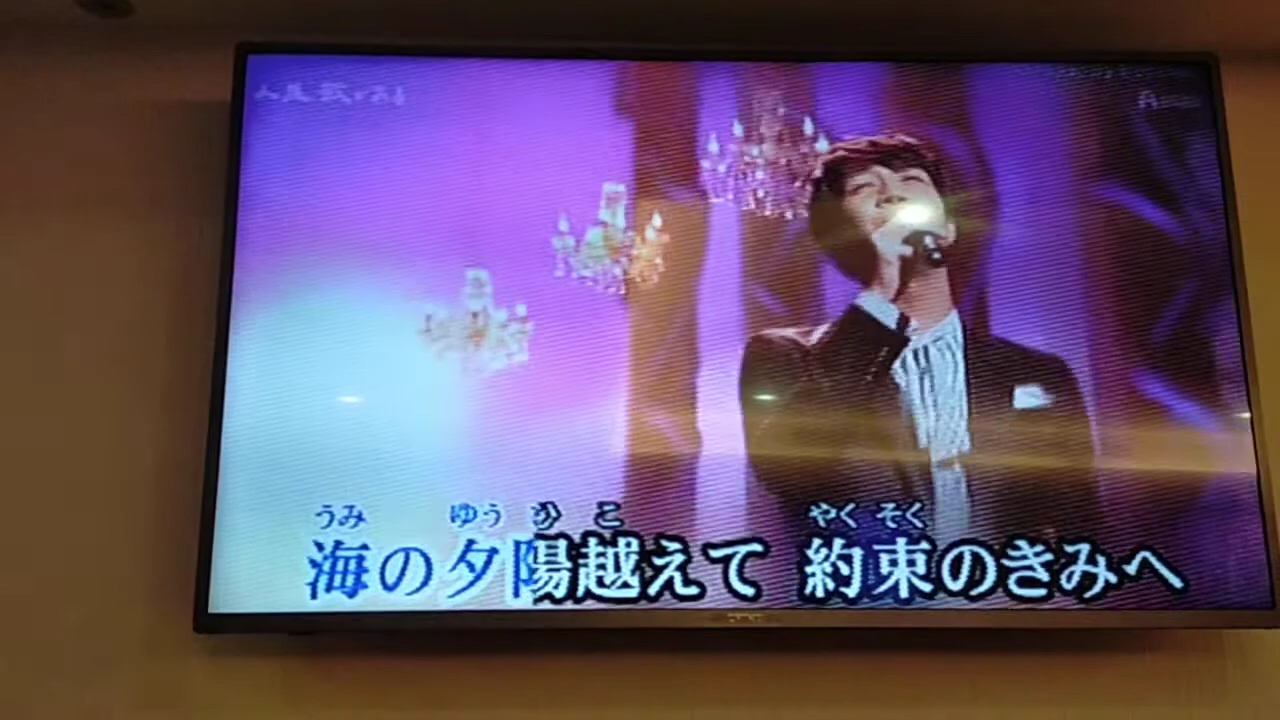 うみ ゆう ひ こ やく そく
海の夕陽越えて 約束のきみへ